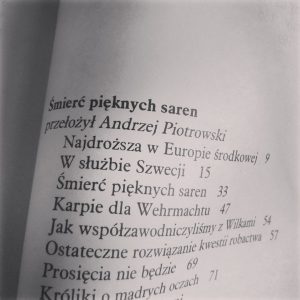 Śmierć pięknych saren
przełożył Andrzej Piotrowski
Najdroższa w Europie środkowej 9
W służbie Szwecji 15
Śmierć pięknych saren 33
Karpie dla Wehrmachtu 47
Jak współzawodniczyliśmy z Wilkami 54
Ostateczne rozwiązanie kwestii robactwa 57
Prosięcia nie będzie 69
Króliki o mądrych oczach 71